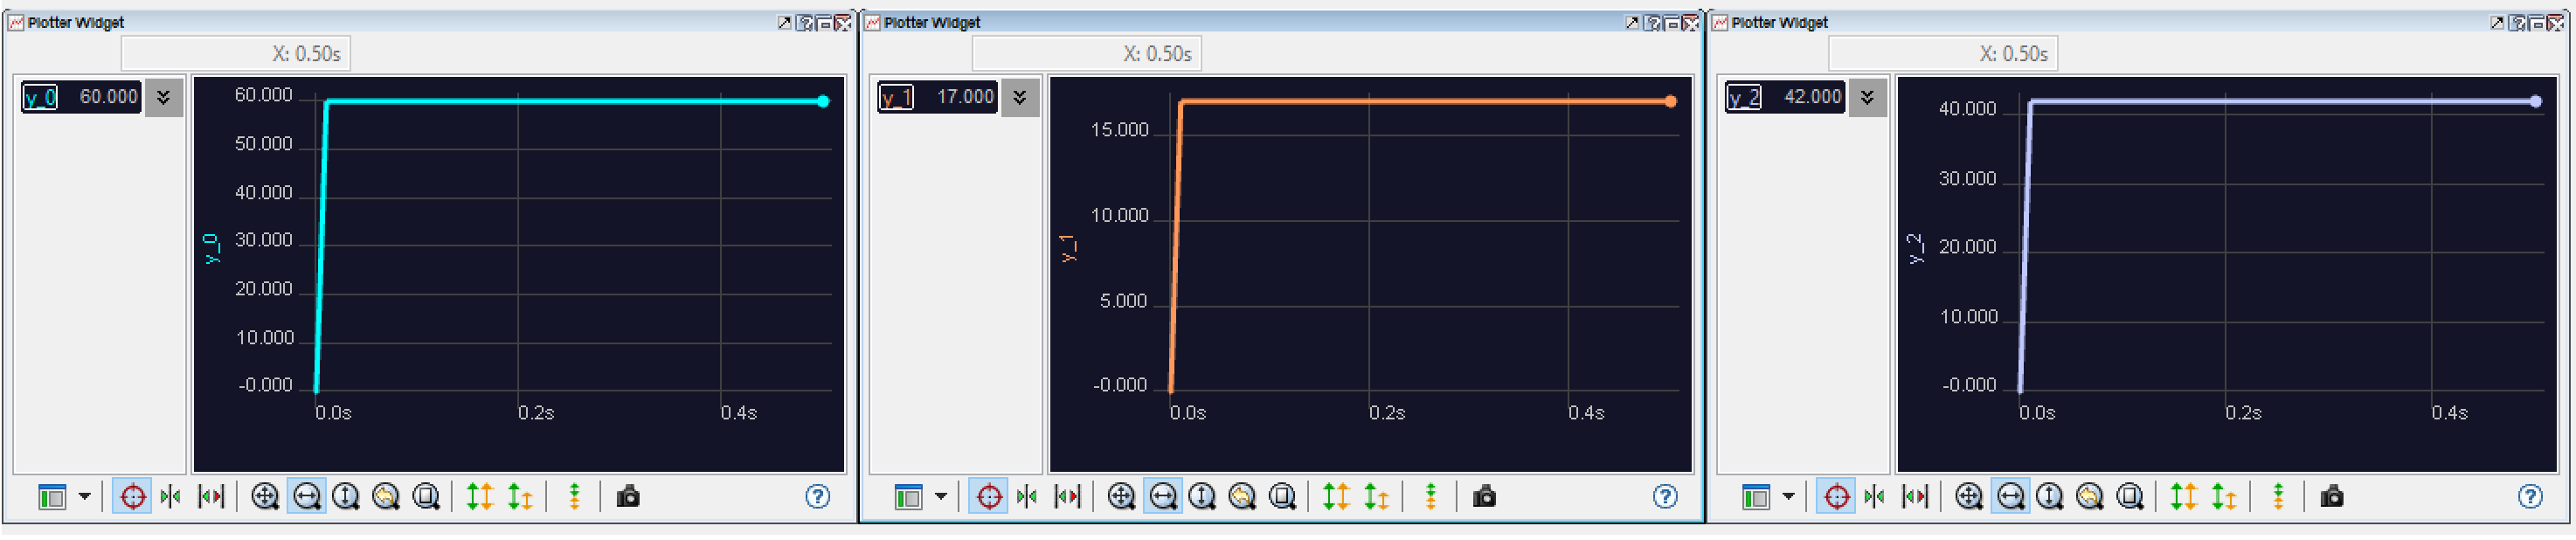 Plotter Widget
X: 0.50s
y_0 60.000
60.000
50.000
40.000
30.000
20.000
10.000
-0.000
y_0
0.0s 0.2s 0.4s
Plotter Widget
X: 0.50s
y_1 17.000
15.000
10.000
5.000
-0.000
y_1
0.0s 0.2s 0.4s
Plotter Widget
X: 0.50s
y_2 42.000
40.000
30.000
20.000
10.000
-0.000
y_2
0.0s 0.2s 0.4s